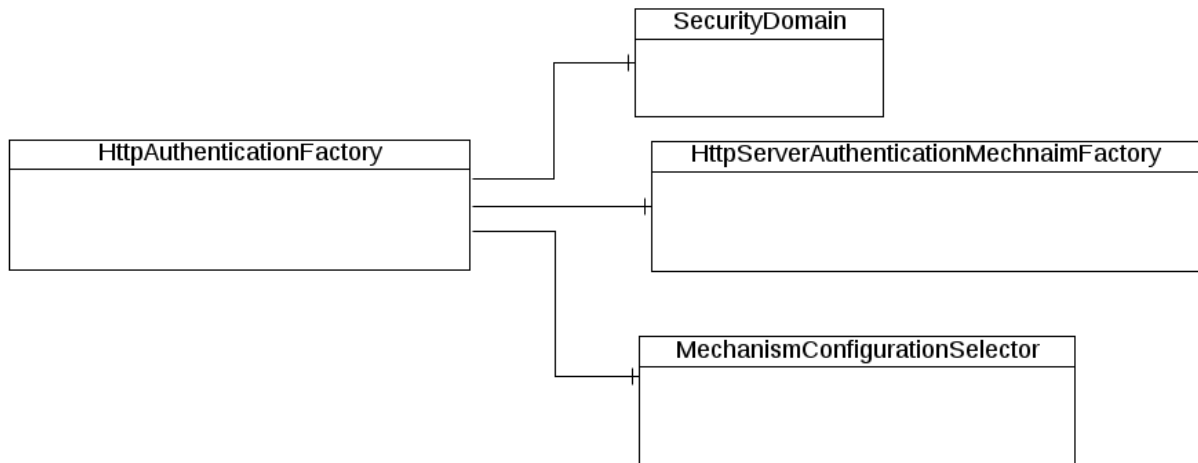 SecurityDomain
HttpAuthenticationFactory
HttpServerAuthenticationMechnaimFactory
MechanismConfigurationSelector